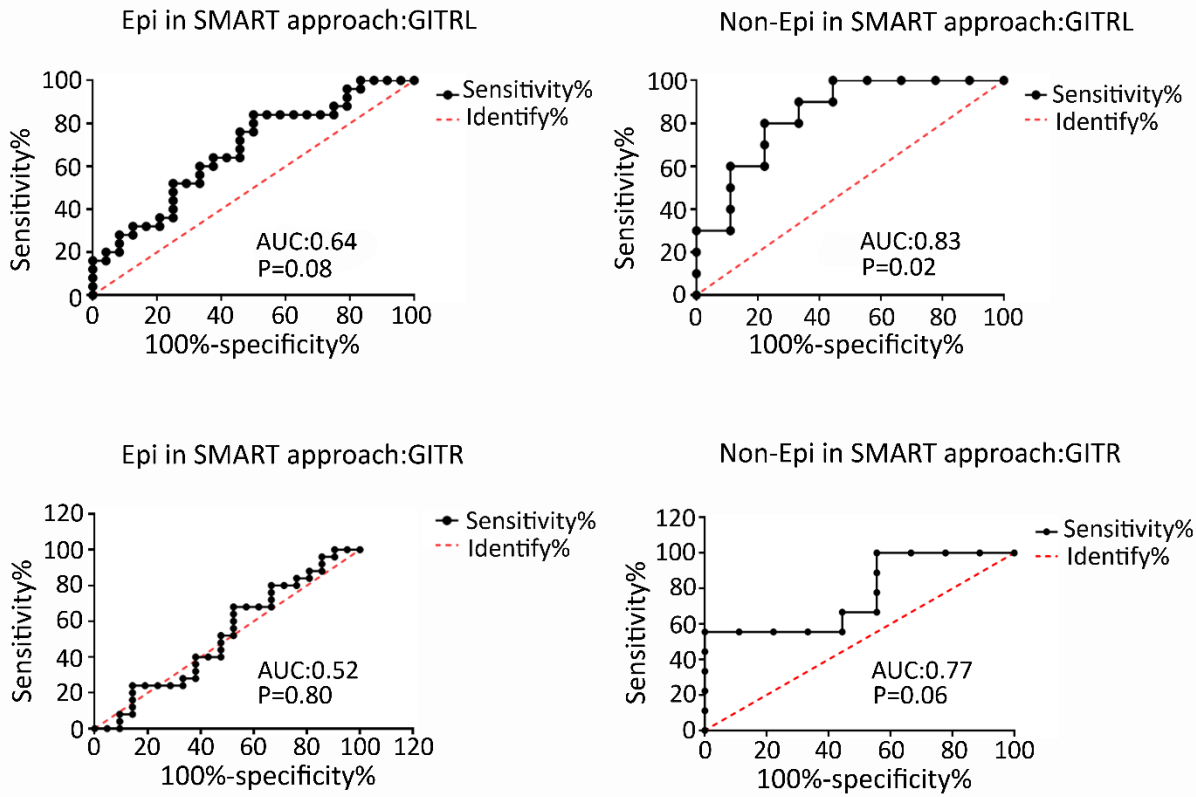 Epi in SMART approach:GITRL
Sensitivity%
100
80
60
40
20
0
0 20 40 60 80 100
100%-specificity%
AUC:0.64
P=0.08
Sensitivity%
Identify%
Non-Epi in SMART approach:GITRL
Sensitivity%
100
80
60
40
20
0
0 20 40 60 80 100
100%-specificity%
AUC:0.83
P=0.02
Sensitivity%
Identify%
Epi in SMART approach:GITR
Sensitivity%
120
100
80
60
40
20
0
0 20 40 60 80 100 120
100%-specificity%
AUC:0.52
P=0.80
Sensitivity%
Identify%
Non-Epi in SMART approach:GITR
Sensitivity%
120
100
80
60
40
20
0
0 20 40 60 80 100
100%-specificity%
AUC:0.77
P=0.06
Sensitivity%
Identify%